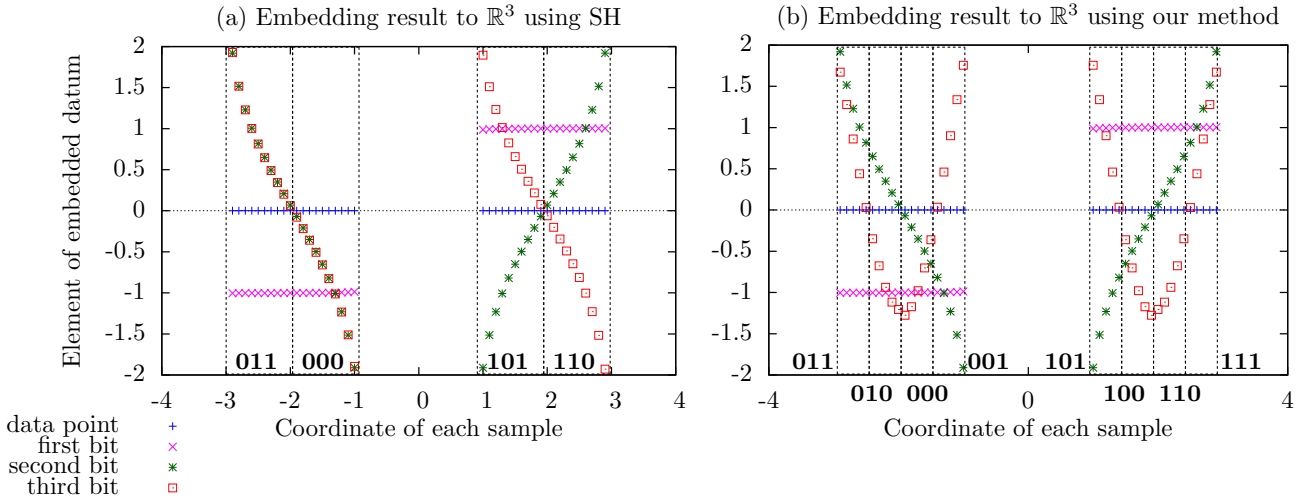 (a) Embedding result to ℝ³ using SH
(b) Embedding result to ℝ³ using our method
Element of embedded datum
2
1.5
1
0.5
0
-0.5
-1
-1.5
-2
011 000 101 110
-4 -3 -2 -1 0 1 2 3 4
Coordinate of each sample
2
1.5
1
0.5
0
-0.5
-1
-1.5
-2
011 001 101 111
-4 010 000 0 100 110 4
Coordinate of each sample
data point
first bit
second bit
third bit